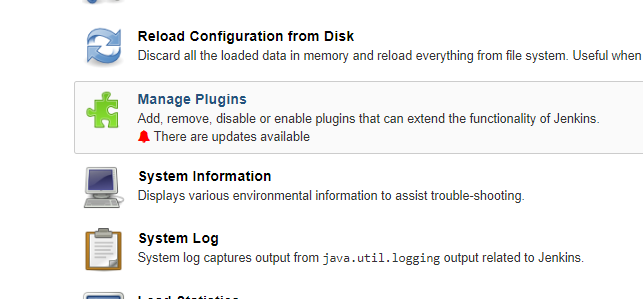 Reload Configuration from Disk
Discard all the loaded data in memory and reload everything from file system. Useful when
Manage Plugins
Add, remove, disable or enable plugins that can extend the functionality of Jenkins.
There are updates available
System Information
Displays various environmental information to assist trouble-shooting.
System Log
System log captures output from java.util.logging output related to Jenkins.
Load Statistics